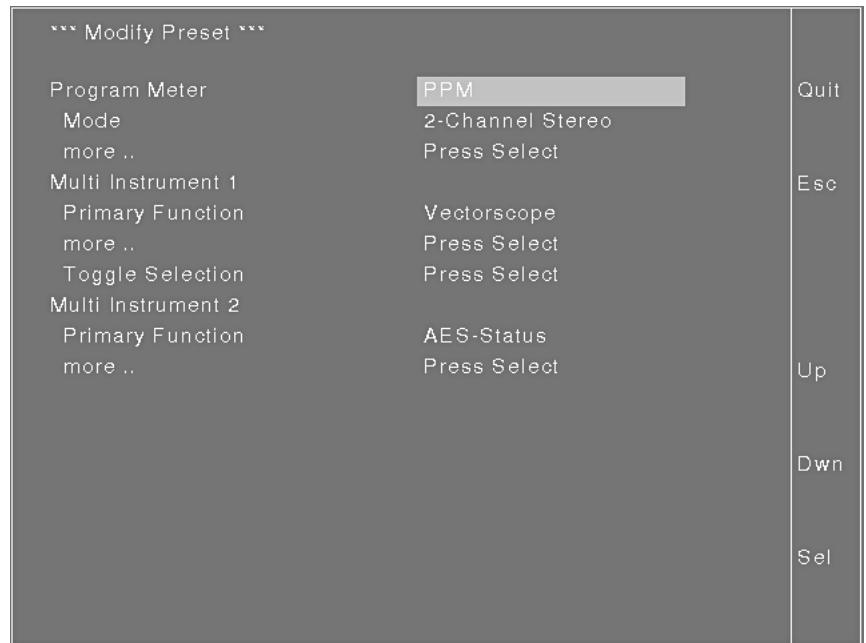 *** Modify Preset ***
Program Meter PPM Quit
Mode 2-Channel Stereo
more .. Press Select
Multi Instrument 1 Esc
Primary Function Vectorscope
more .. Press Select
Toggle Selection Press Select
Multi Instrument 2
Primary Function AES-Status
more .. Press Select Up
Dwn
Sel